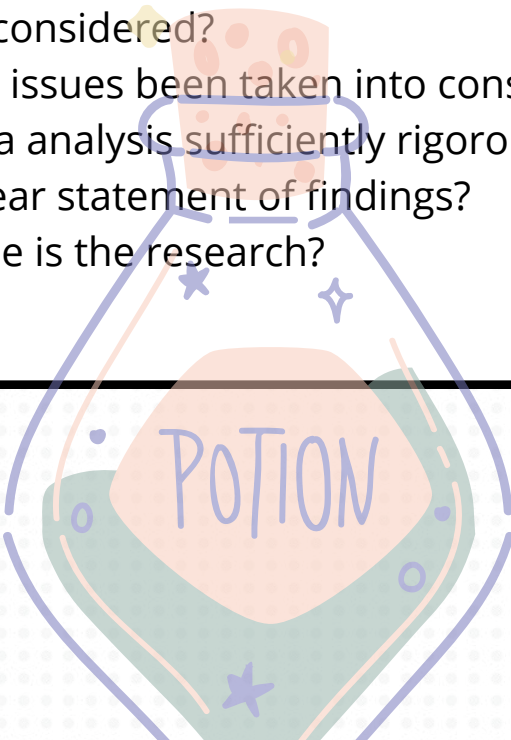 considered?
issues been taken into cons
a analysis sufficiently rigoro
ear statement of findings?
e is the research?
POTION